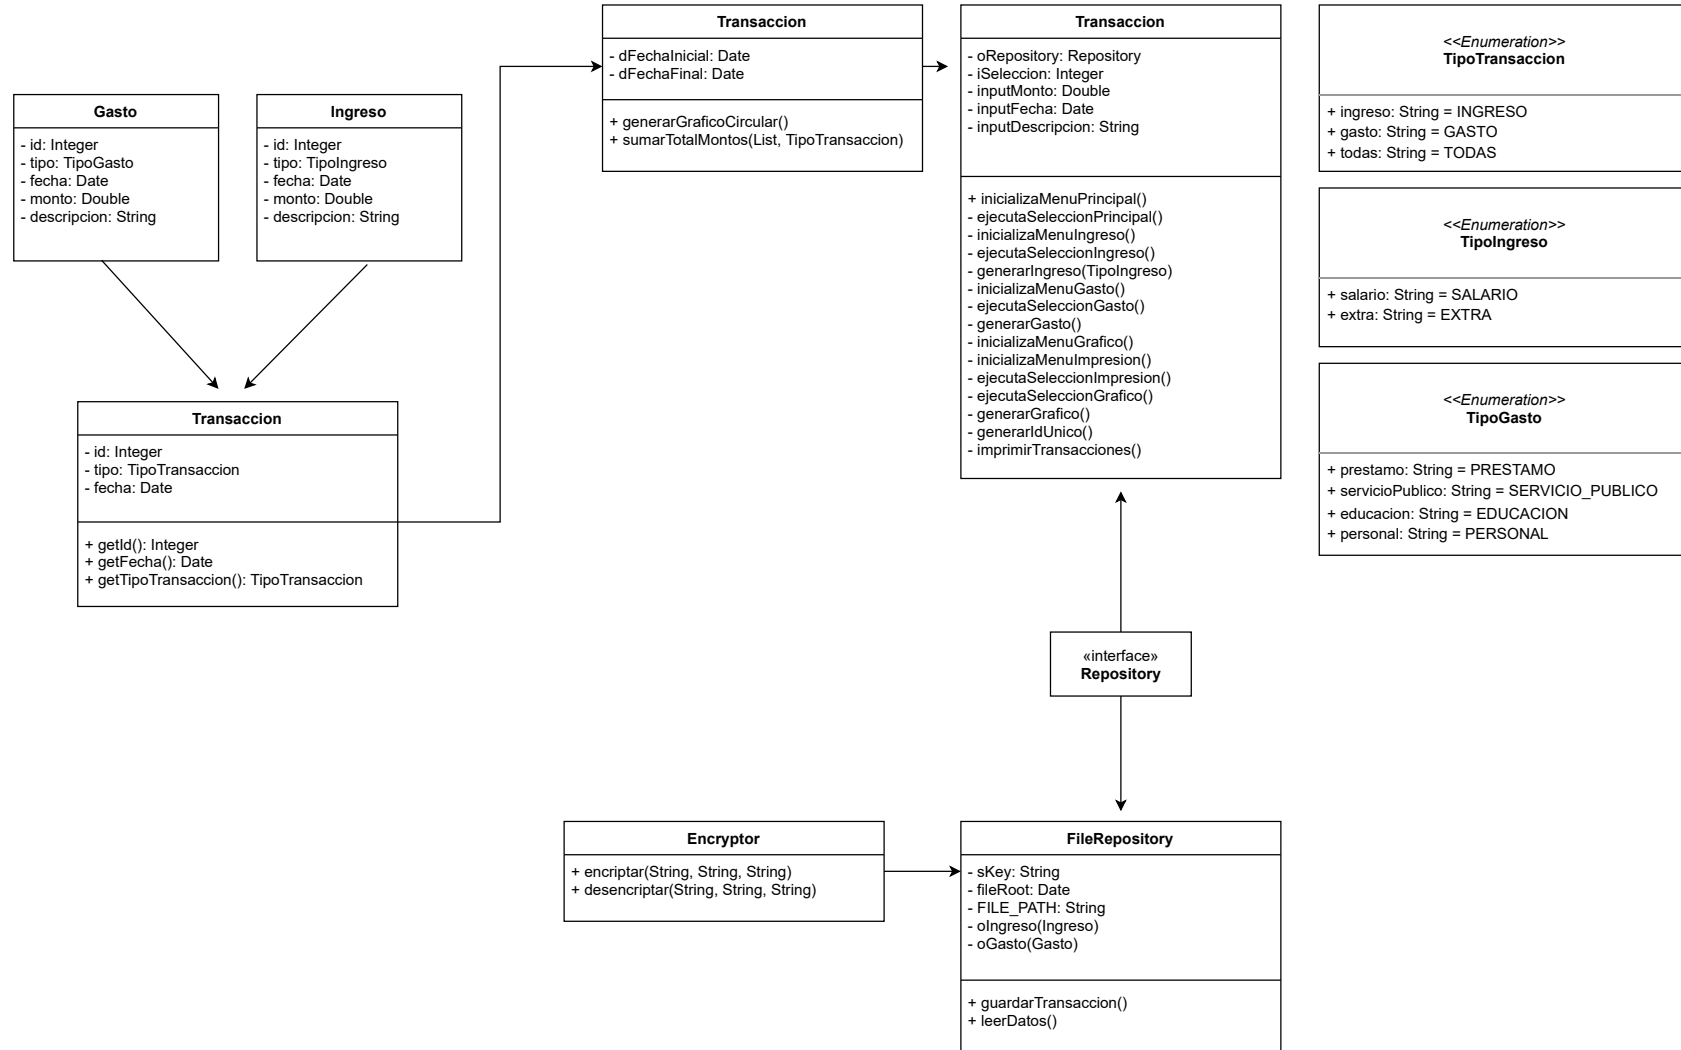 Gasto
- id: Integer
- tipo: TipoGasto
- fecha: Date
- monto: Double
- descripcion: String
Ingreso
- id: Integer
- tipo: TipoIngreso
- fecha: Date
- monto: Double
- descripcion: String
Transaccion
- id: Integer
- tipo: TipoTransaccion
- fecha: Date
+ getId(): Integer
+ getFecha(): Date
+ getTipoTransaccion(): TipoTransaccion
Transaccion
- dFechaInicial: Date
- dFechaFinal: Date
+ generarGraficoCircular()
+ sumarTotalMontos(List, TipoTransaccion)
Transaccion
- oRepository: Repository
- iSeleccion: Integer
- inputMonto: Double
- inputFecha: Date
- inputDescripcion: String
+ inicializaMenuPrincipal()
- ejecutaSeleccionPrincipal()
- inicializaMenuIngreso()
- ejecutaSeleccionIngreso()
- generarIngreso(TipoIngreso)
- inicializaMenuGasto()
- ejecutaSeleccionGasto()
- generarGasto()
- inicializaMenuGrafico()
- inicializaMenuImpresion()
- ejecutaSeleccionImpresion()
- ejecutaSeleccionGrafico()
- generarGrafico()
- generarIdUnico()
- imprimirTransacciones()
<<Enumeration>>
TipoTransaccion
+ ingreso: String = INGRESO
+ gasto: String = GASTO
+ todas: String = TODAS
<<Enumeration>>
TipoIngreso
+ salario: String = SALARIO
+ extra: String = EXTRA
<<Enumeration>>
TipoGasto
+ prestamo: String = PRESTAMO
+ servicioPublico: String = SERVICIO_PUBLICO
+ educacion: String = EDUCACION
+ personal: String = PERSONAL
«interface»
Repository
Encryptor
+ encriptar(String, String, String)
+ desencriptar(String, String, String)
FileRepository
- sKey: String
- fileRoot: Date
- FILE_PATH: String
- oIngreso(Ingreso)
- oGasto(Gasto)
+ guardarTransaccion()
+ leerDatos()